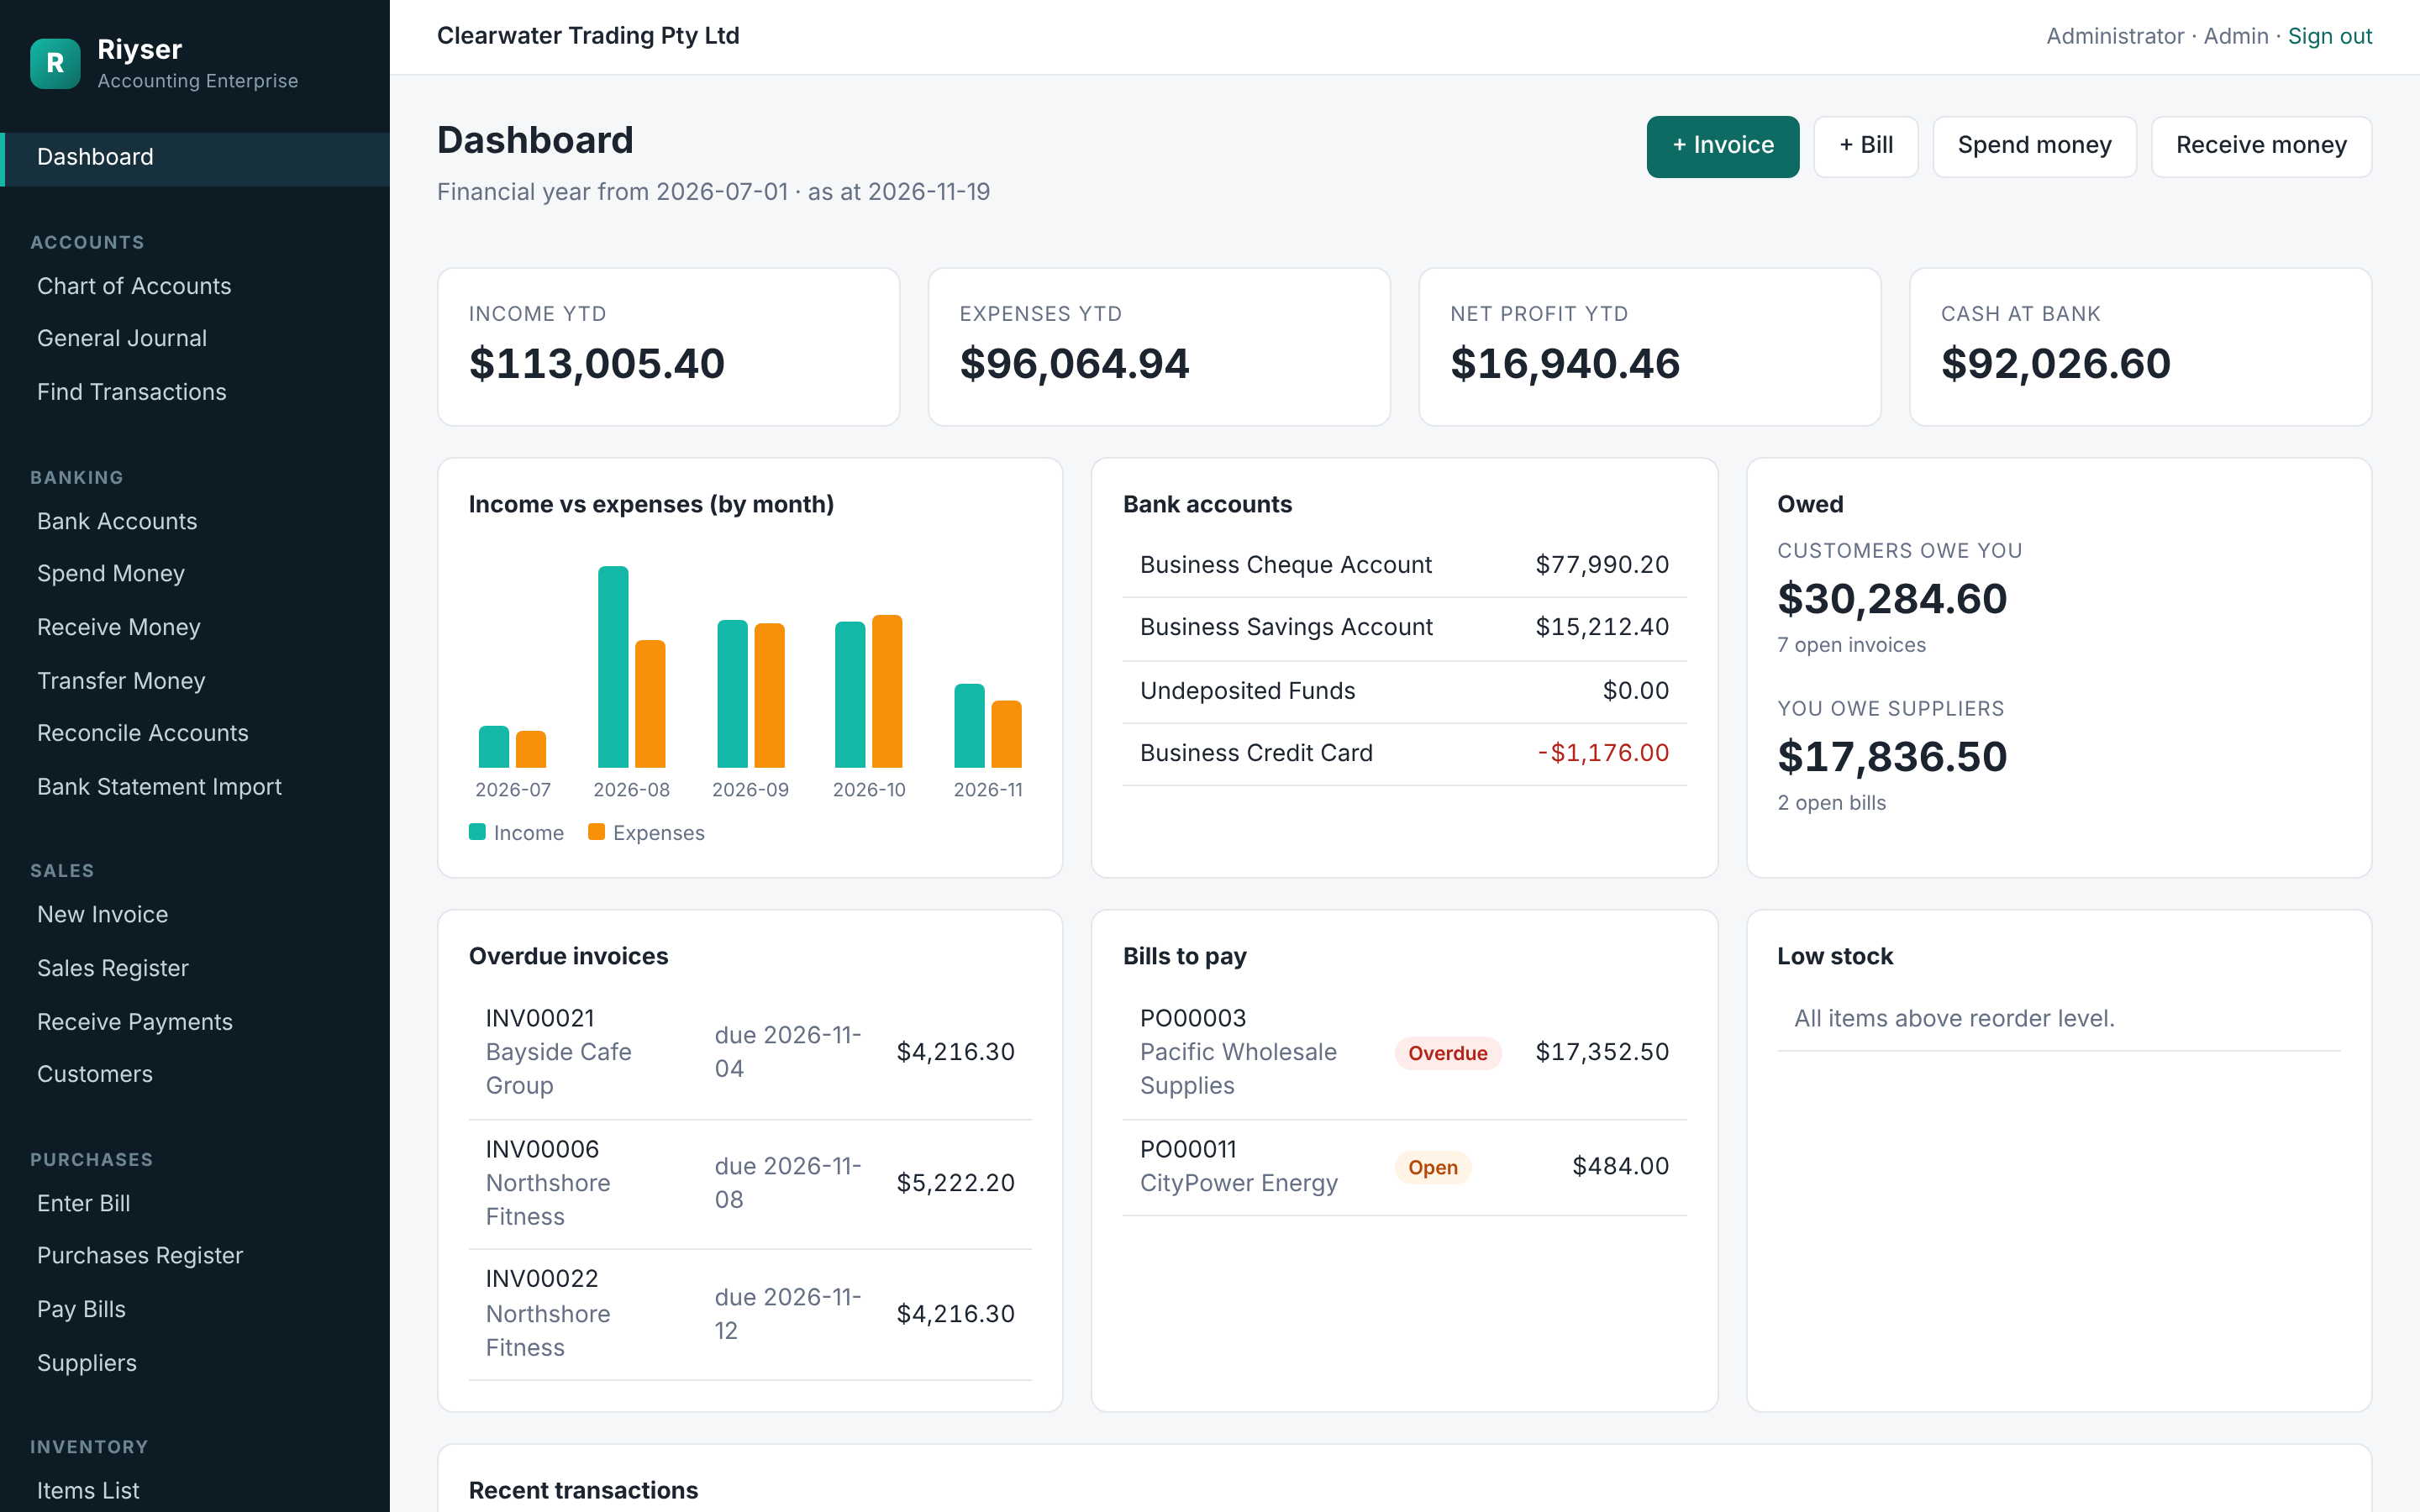 R
Riyser
Accounting Enterprise
Dashboard
ACCOUNTS
Chart of Accounts
General Journal
Find Transactions
BANKING
Bank Accounts
Spend Money
Receive Money
Transfer Money
Reconcile Accounts
Bank Statement Import
SALES
New Invoice
Sales Register
Receive Payments
Customers
PURCHASES
Enter Bill
Purchases Register
Pay Bills
Suppliers
INVENTORY
Items List
Clearwater Trading Pty Ltd
Administrator · Admin · Sign out
Dashboard
Financial year from 2026-07-01 · as at 2026-11-19
+ Invoice
+ Bill
Spend money
Receive money
INCOME YTD
$113,005.40
EXPENSES YTD
$96,064.94
NET PROFIT YTD
$16,940.46
CASH AT BANK
$92,026.60
Income vs expenses (by month)
2026-07 2026-08 2026-09 2026-10 2026-11
Income Expenses
Bank accounts
Business Cheque Account $77,990.20
Business Savings Account $15,212.40
Undeposited Funds $0.00
Business Credit Card -$1,176.00
Owed
CUSTOMERS OWE YOU
$30,284.60
7 open invoices
YOU OWE SUPPLIERS
$17,836.50
2 open bills
Overdue invoices
INV00021
Bayside Cafe
Group
due 2026-11-
04
$4,216.30
INV00006
Northshore
Fitness
due 2026-11-
08
$5,222.20
INV00022
Northshore
Fitness
due 2026-11-
12
$4,216.30
Bills to pay
PO00003
Pacific Wholesale
Supplies
Overdue
$17,352.50
PO00011
CityPower Energy
Open
$484.00
Low stock
All items above reorder level.
Recent transactions